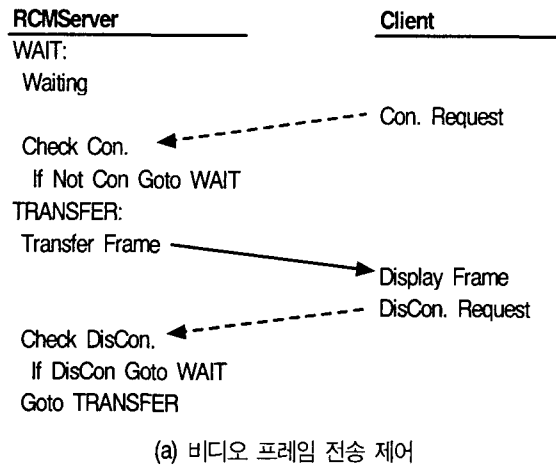 RCMServer Client
WAIT:
Waiting
Con. Request
Check Con.
If Not Con Goto WAIT
TRANSFER:
Transfer Frame
Display Frame
DisCon. Request
Check DisCon.
If DisCon Goto WAIT
Goto TRANSFER
(a) 비디오 프레임 전송 제어